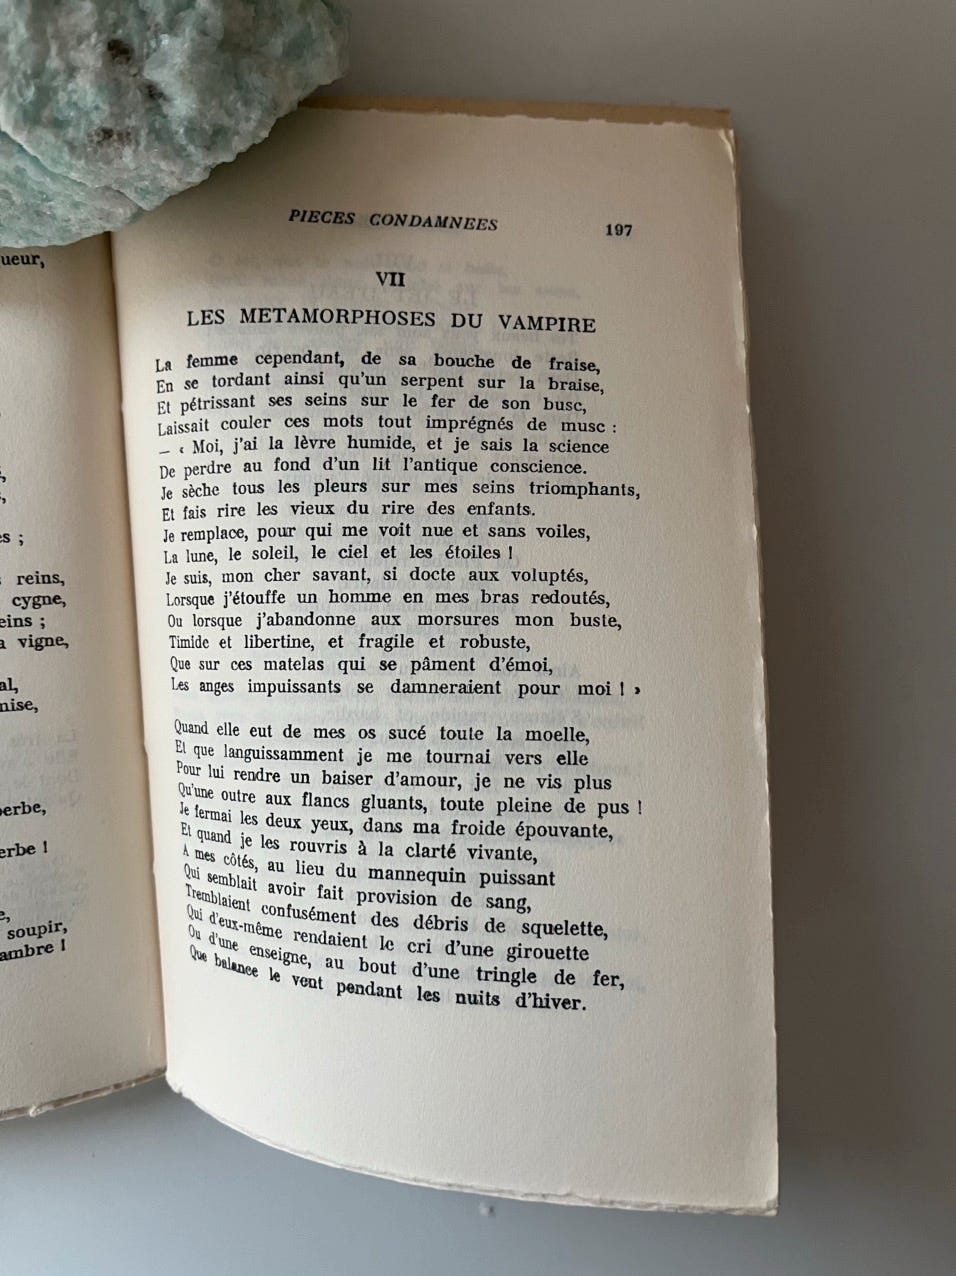 ueur,
es ;
reins,
cygne,
eins ;
a vigne,
al,
mise,
erbe,
erbe !
e,
soupir,
ambre !
PIECES CONDAMNEES 197
VII
LES METAMORPHOSES DU VAMPIRE
La femme cependant, de sa bouche de fraise,
En se tordant ainsi qu'un serpent sur la braise,
Et pétrissant ses seins sur le fer de son busc,
Laissait couler ces mots tout imprégnés de musc :
— « Moi, j'ai la lèvre humide, et je sais la science
De perdre au fond d'un lit l'antique conscience.
Je sèche tous les pleurs sur mes seins triomphants,
Et fais rire les vieux du rire des enfants.
Je remplace, pour qui me voit nue et sans voiles,
La lune, le soleil, le ciel et les étoiles !
Je suis, mon cher savant, si docte aux voluptés,
Lorsque j'étouffe un homme en mes bras redoutés,
Ou lorsque j'abandonne aux morsures mon buste,
Timide et libertine, et fragile et robuste,
Que sur ces matelas qui se pâment d'émoi,
Les anges impuissants se damneraient pour moi ! »
Quand elle eut de mes os sucé toute la moelle,
Et que languissamment je me tournai vers elle
Pour lui rendre un baiser d'amour, je ne vis plus
Qu'une outre aux flancs gluants, toute pleine de pus !
Je fermai les deux yeux, dans ma froide épouvante,
Et quand je les rouvris à la clarté vivante,
A mes côtés, au lieu du mannequin puissant
Qui semblait avoir fait provision de sang,
Tremblaient confusément des débris de squelette,
Qui d'eux-même rendaient le cri d'une girouette
Ou d'une enseigne, au bout d'une tringle de fer,
Que balance le vent pendant les nuits d'hiver.